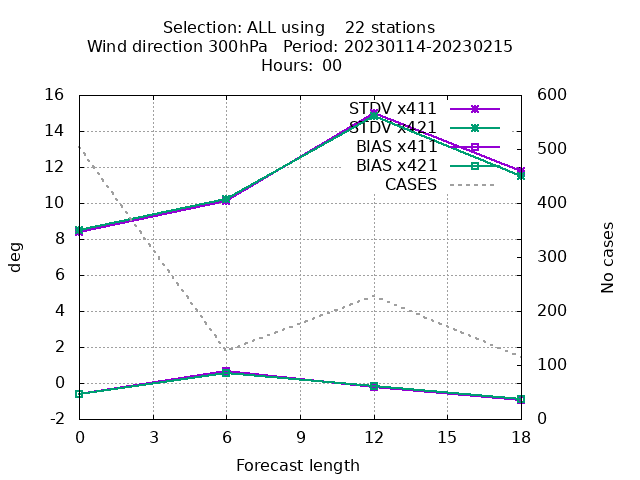 Selection: ALL using    22 stations
Wind direction 300hPa   Period: 20230114-20230215
Hours: 00
16
14
12
10
8
6
4
2
0
-2
deg
STDV x411
STDV x421
BIAS x411
BIAS x421
CASES
600
500
400
300
200
100
0
No cases
0 3 6 9 12 15 18
Forecast length